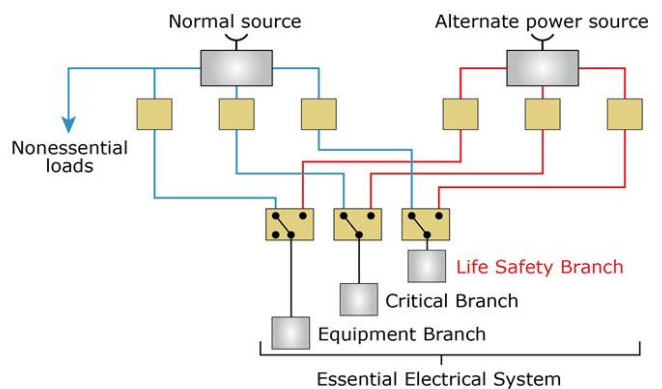 Normal source
Alternate power source
Nonessential
loads
Life Safety Branch
Critical Branch
Equipment Branch
Essential Electrical System